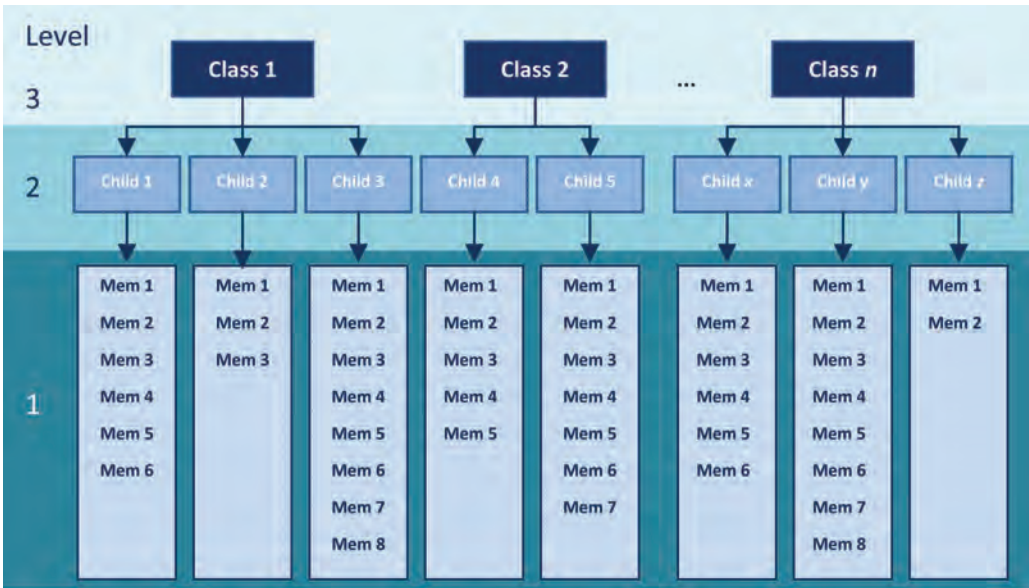 Level
Class 1
Class 2
...
Class n
3
2
Child 1
Child 2
Child 3
Child 4
Child 5
Child x
Child y
Child z
1
Mem 1
Mem 2
Mem 3
Mem 4
Mem 5
Mem 6
Mem 1
Mem 2
Mem 3
Mem 1
Mem 2
Mem 3
Mem 4
Mem 5
Mem 6
Mem 7
Mem 8
Mem 1
Mem 2
Mem 3
Mem 4
Mem 5
Mem 1
Mem 2
Mem 3
Mem 4
Mem 5
Mem 6
Mem 7
Mem 1
Mem 2
Mem 3
Mem 4
Mem 5
Mem 6
Mem 1
Mem 2
Mem 3
Mem 4
Mem 5
Mem 6
Mem 7
Mem 8
Mem 1
Mem 2